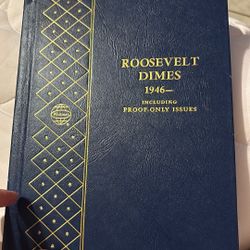 ROOSEVELT
DIMES
1946—
INCLUDING
PROOF-ONLY ISSUES